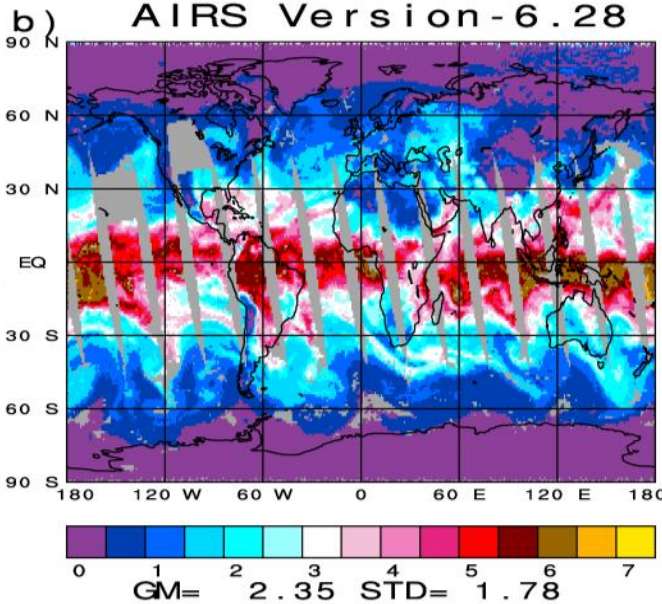 b) AIRS Version-6.28
90 N
60 N
30 N
EQ
30 S
60 S
90 S
180 120 W 60 W 0 60 E 120 E 180
0 1 2 3 4 5 6 7
GM= 2.35 STD= 1.78